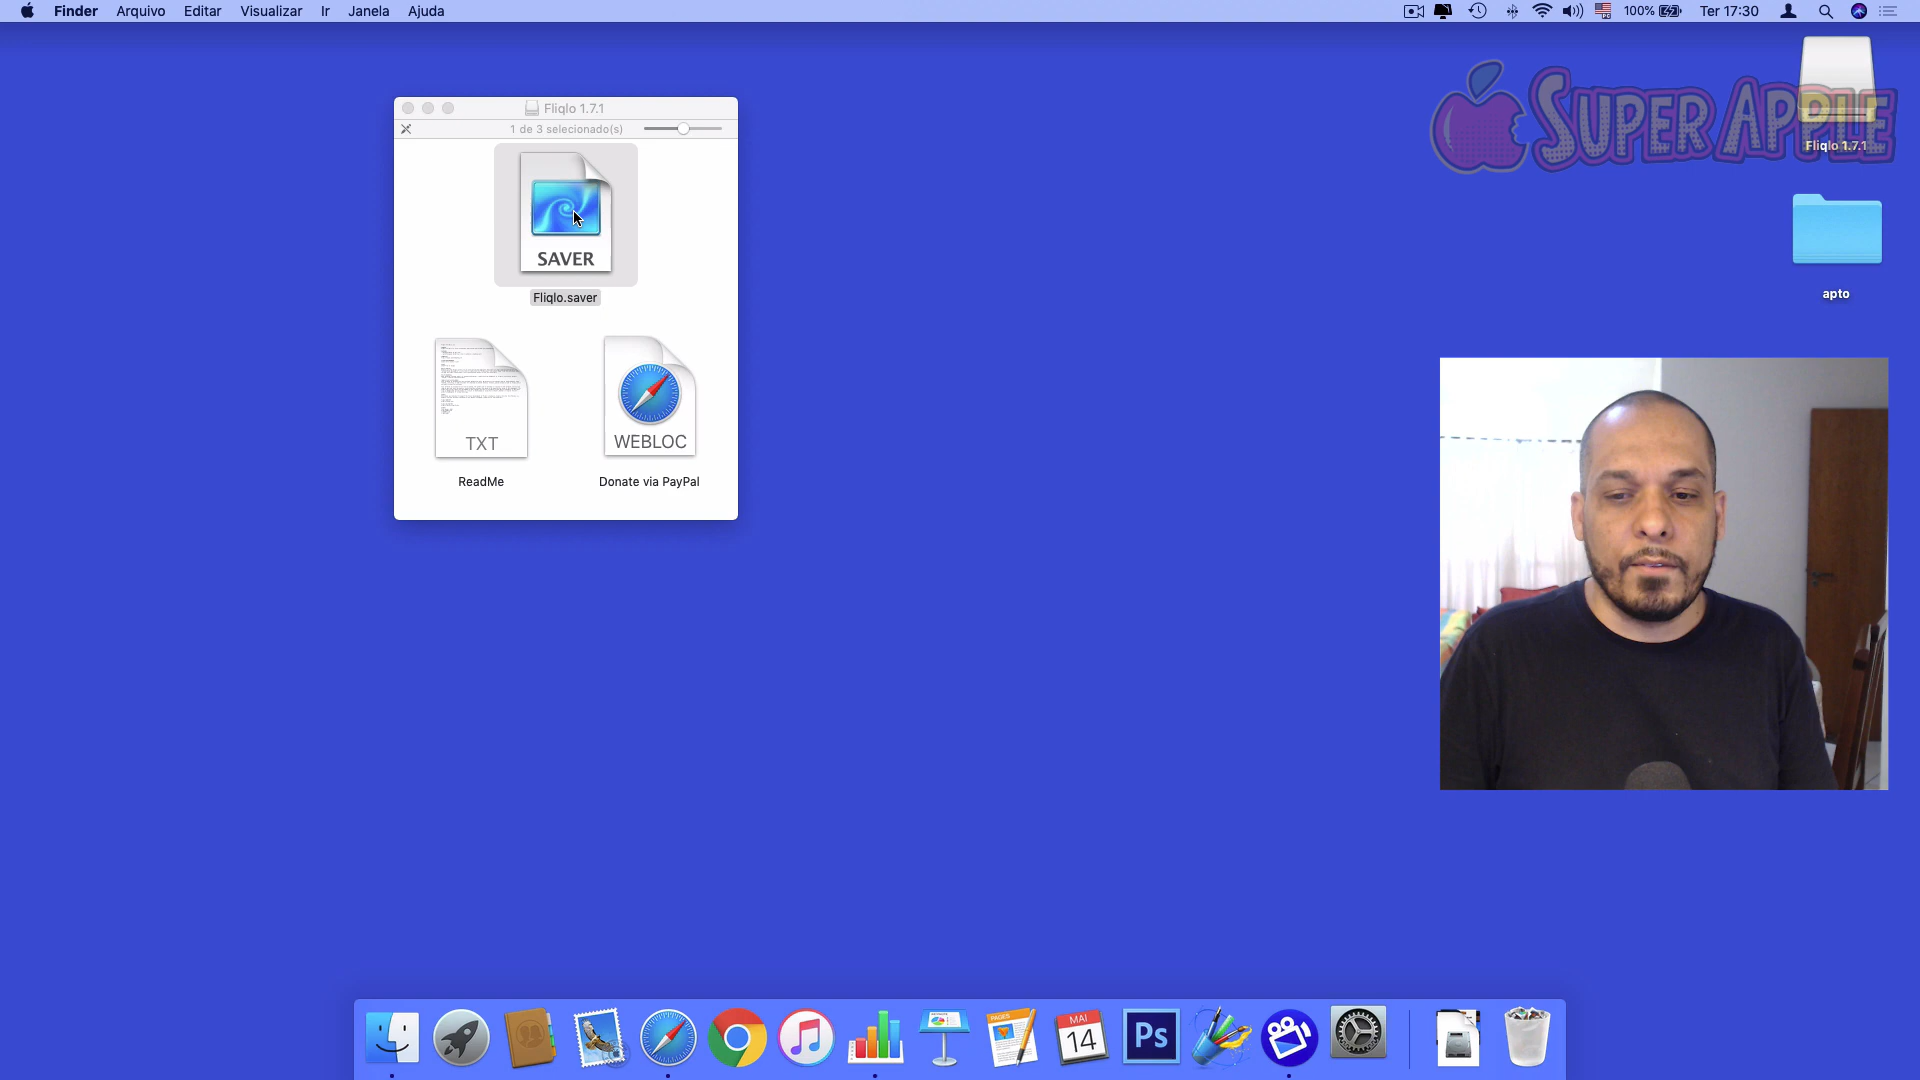 Finder Arquivo Editar Visualizar Ir Janela Ajuda
100% Ter 17:30
Fliqlo 1.7.1
1 de 3 selecionado(s)
SAVER
Fliqlo.saver
TXT
WEBLOC
ReadMe
Donate via PayPal
SUPER APPLE
Fliqlo 1.7.1
apto
PAGES
MAI
14
Ps